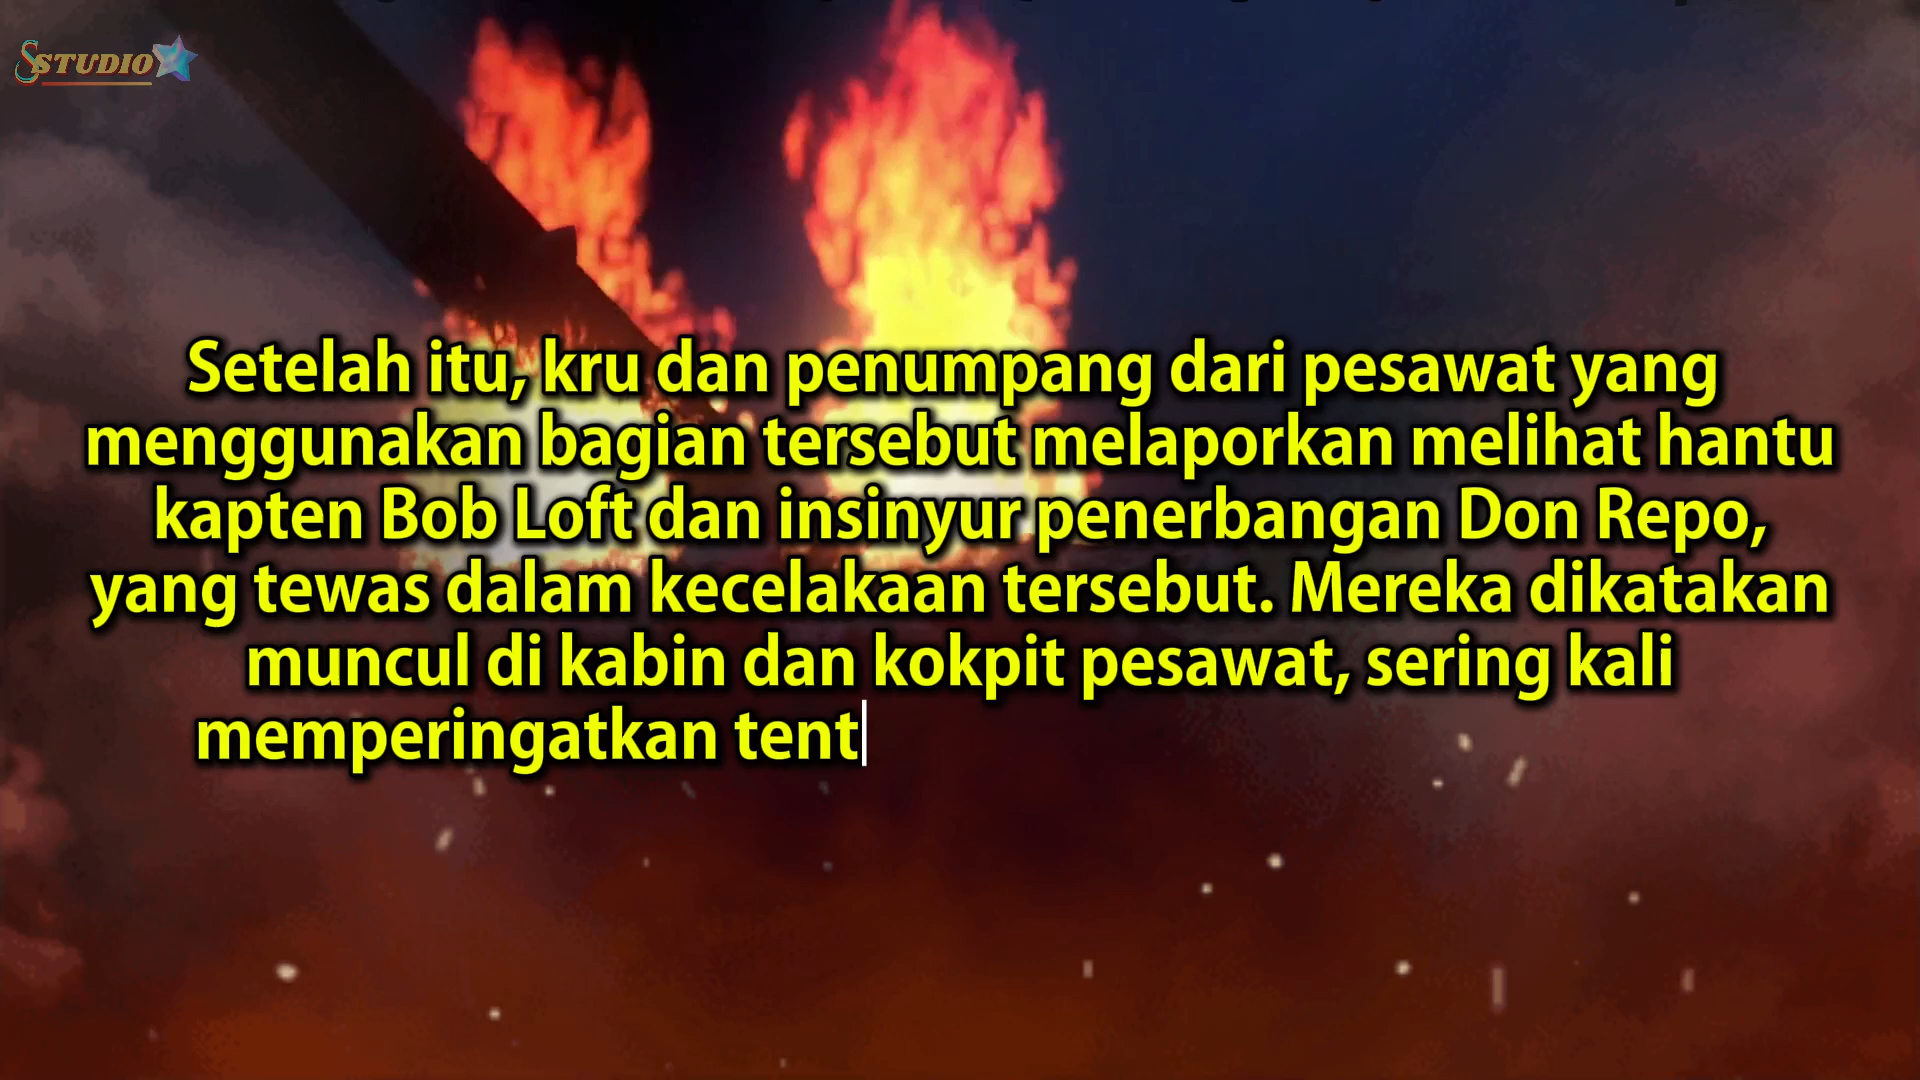 SSTUDIO
Setelah itu, kru dan penumpang dari pesawat yang
menggunakan bagian tersebut melaporkan melihat hantu
kapten Bob Loft dan insinyur penerbangan Don Repo,
yang tewas dalam kecelakaan tersebut. Mereka dikatakan
muncul di kabin dan kokpit pesawat, sering kali
memperingatkan tent